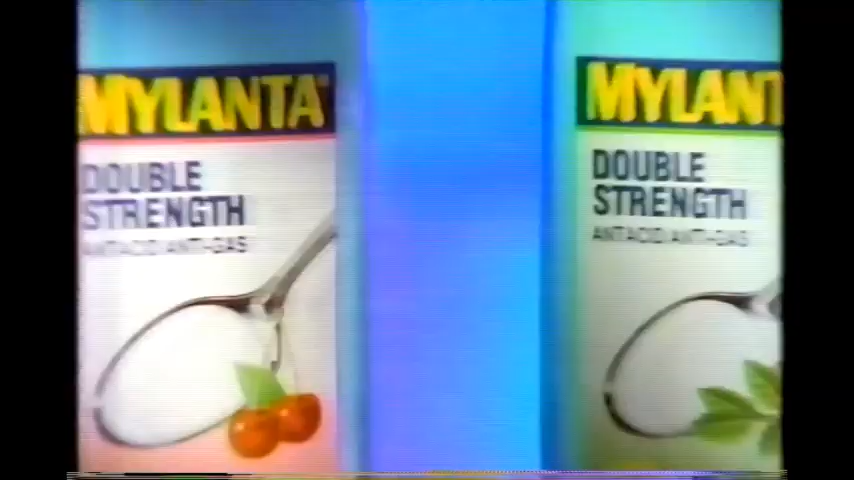 MYLANTA
DOUBLE
STRENGTH
ANTACID ANTI-GAS
MYLANT
DOUBLE
STRENGTH
ANTACID ANTI-GAS